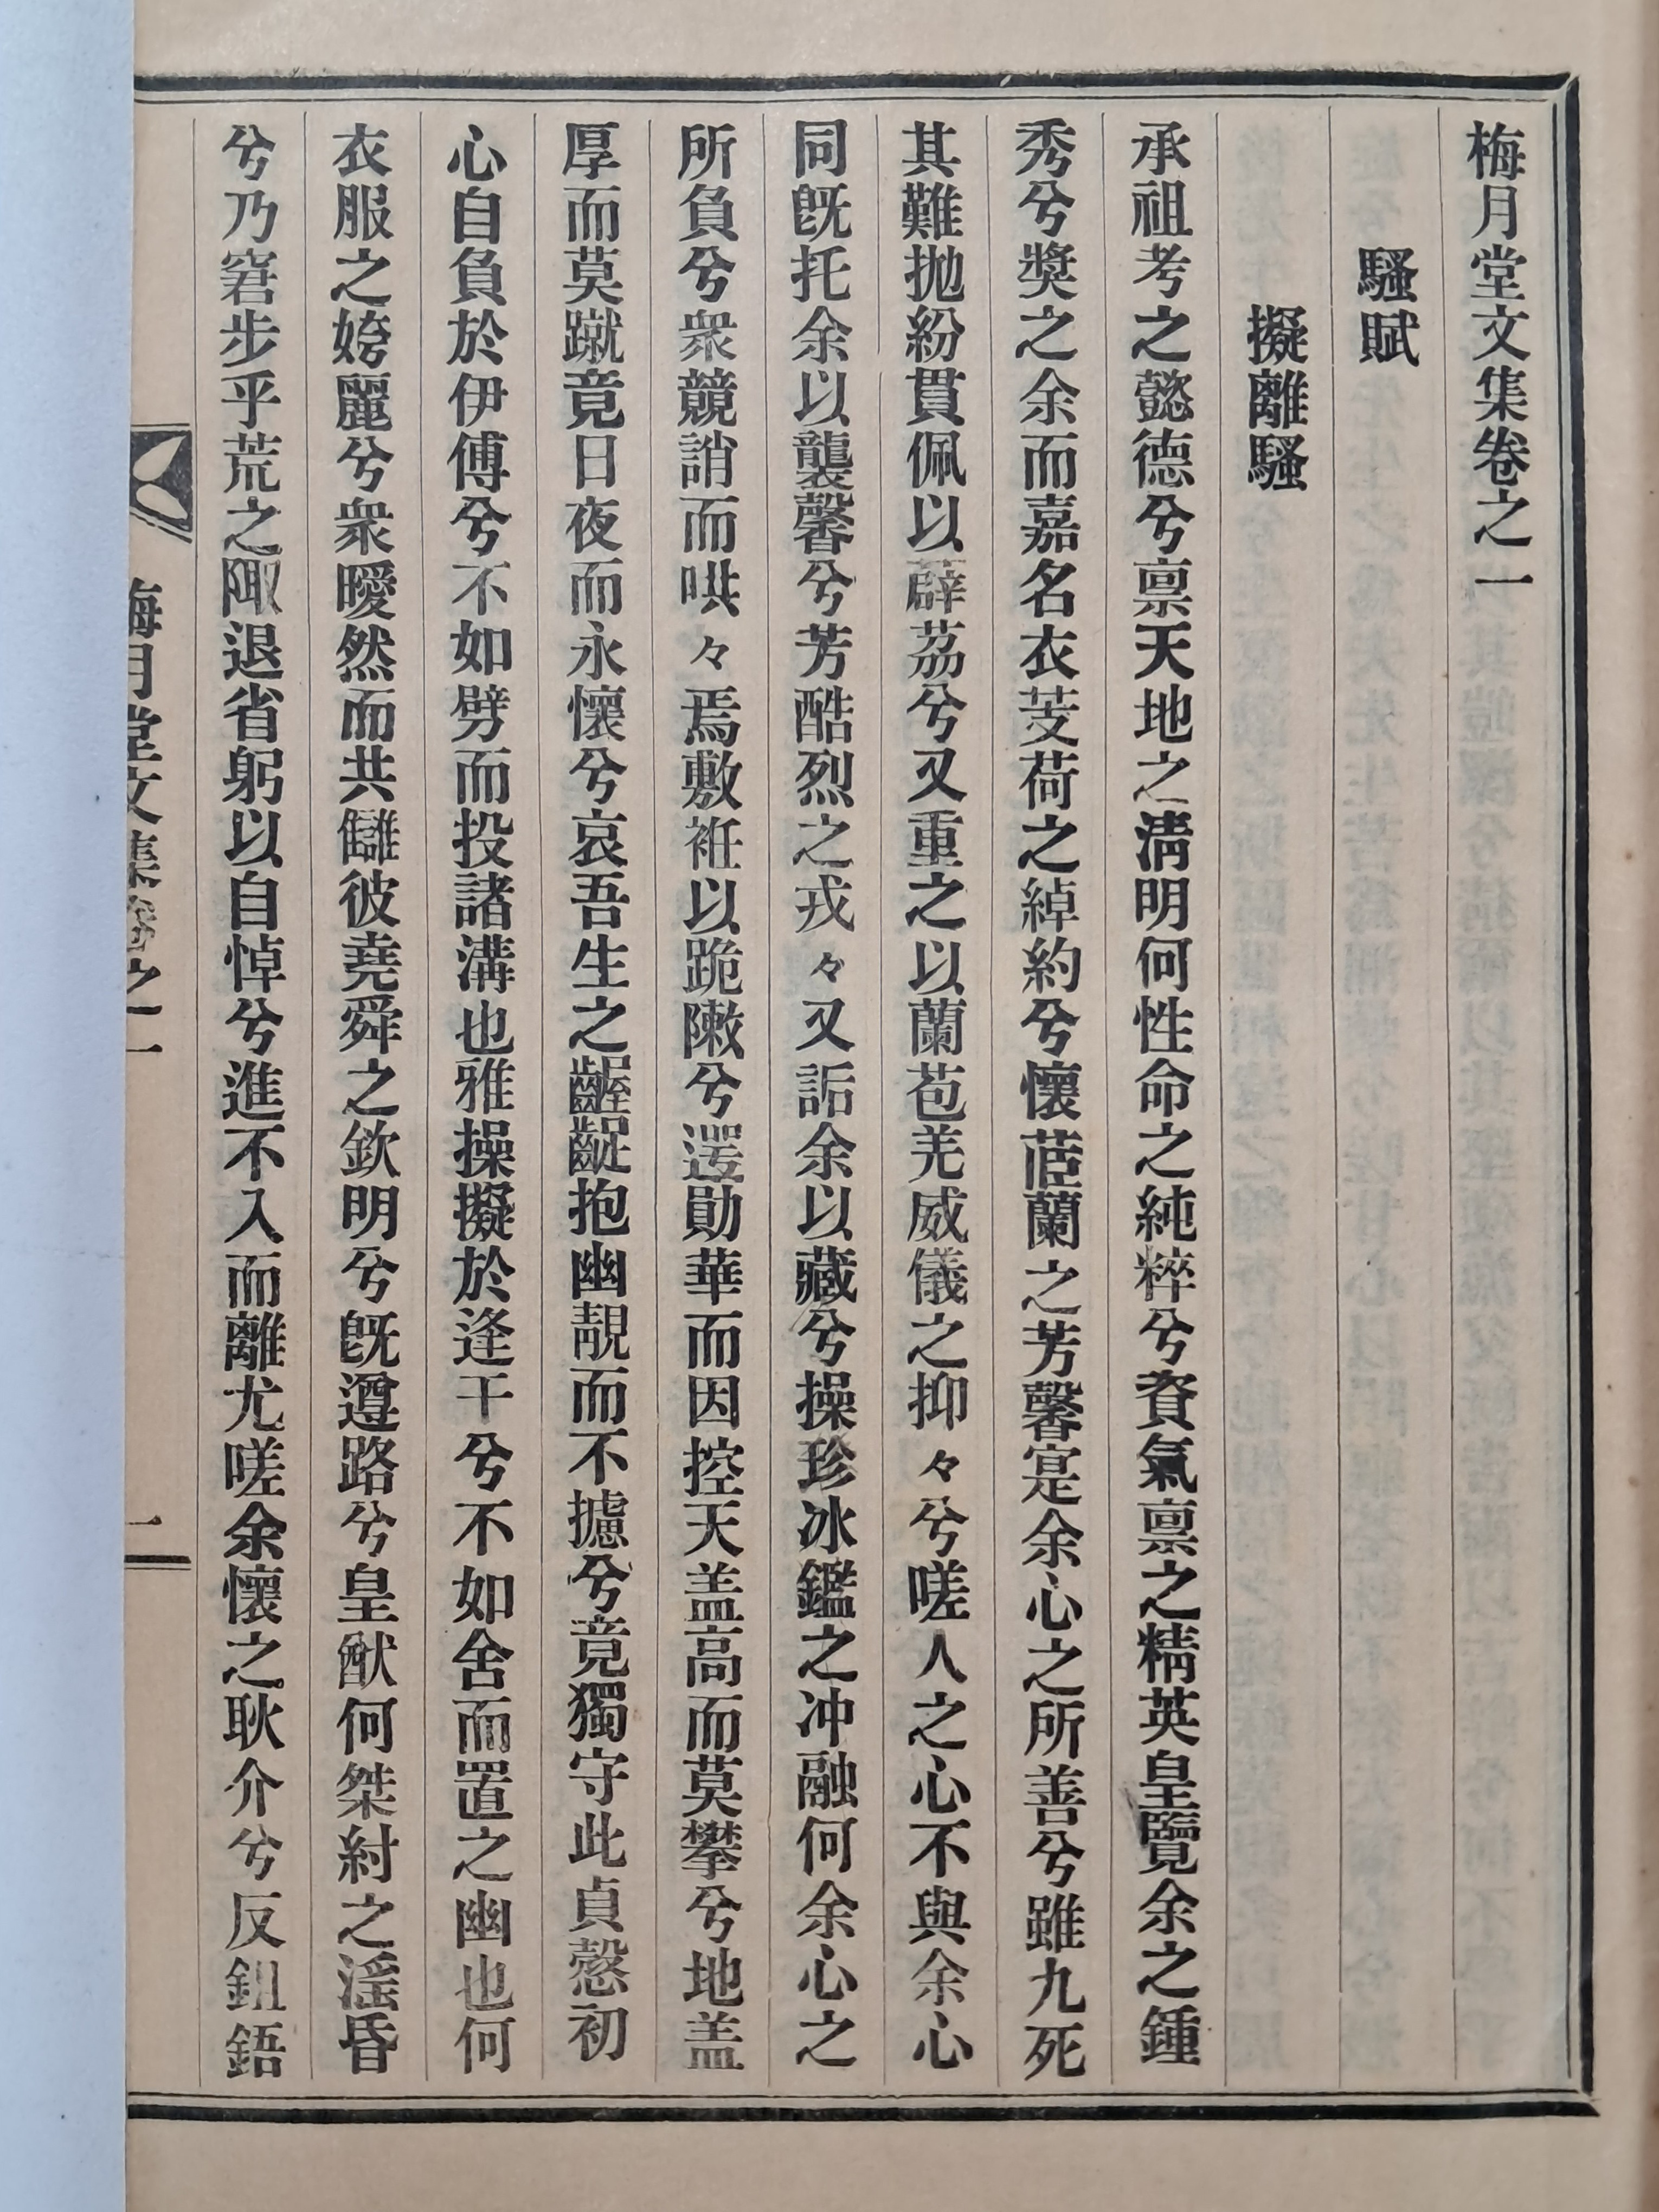 梅月堂文集卷之一
騷賦
擬離騷
承祖考之懿德兮禀天地之淸明何性命之純粹兮資氣禀之精英皇覽余之鍾
秀兮奬之余而嘉名衣芰荷之綽約兮懷茝蘭之芳馨寔余心之所善兮雖九死
其難抛紛貫佩以薜荔兮又重之以蘭苞羌威儀之抑々兮嗟人之心不與余心
同旣托余以襲馨兮芳酷烈之戎々又詬余以藏兮操珍冰鑑之冲融何余心之
所負兮衆競誚而哄々焉敷袵以跪陳兮遌勛華而因控天盖高而莫攀兮地盖
厚而莫蹴竟日夜而永懷兮哀吾生之齷齪抱幽靚而不攄兮竟獨守此貞慤初
心自負於伊傅兮不如劈而投諸溝也雅操擬於逄干兮不如舍而置之幽也何
衣服之姱麗兮衆曖然而共讎彼堯舜之欽明兮旣遵路兮皇猷何桀紂之滛昏
兮乃窘步乎荒之陬退省躬以自悼兮進不入而離尤嗟余懷之耿介兮反鉏鋙
梅月堂文集卷之一